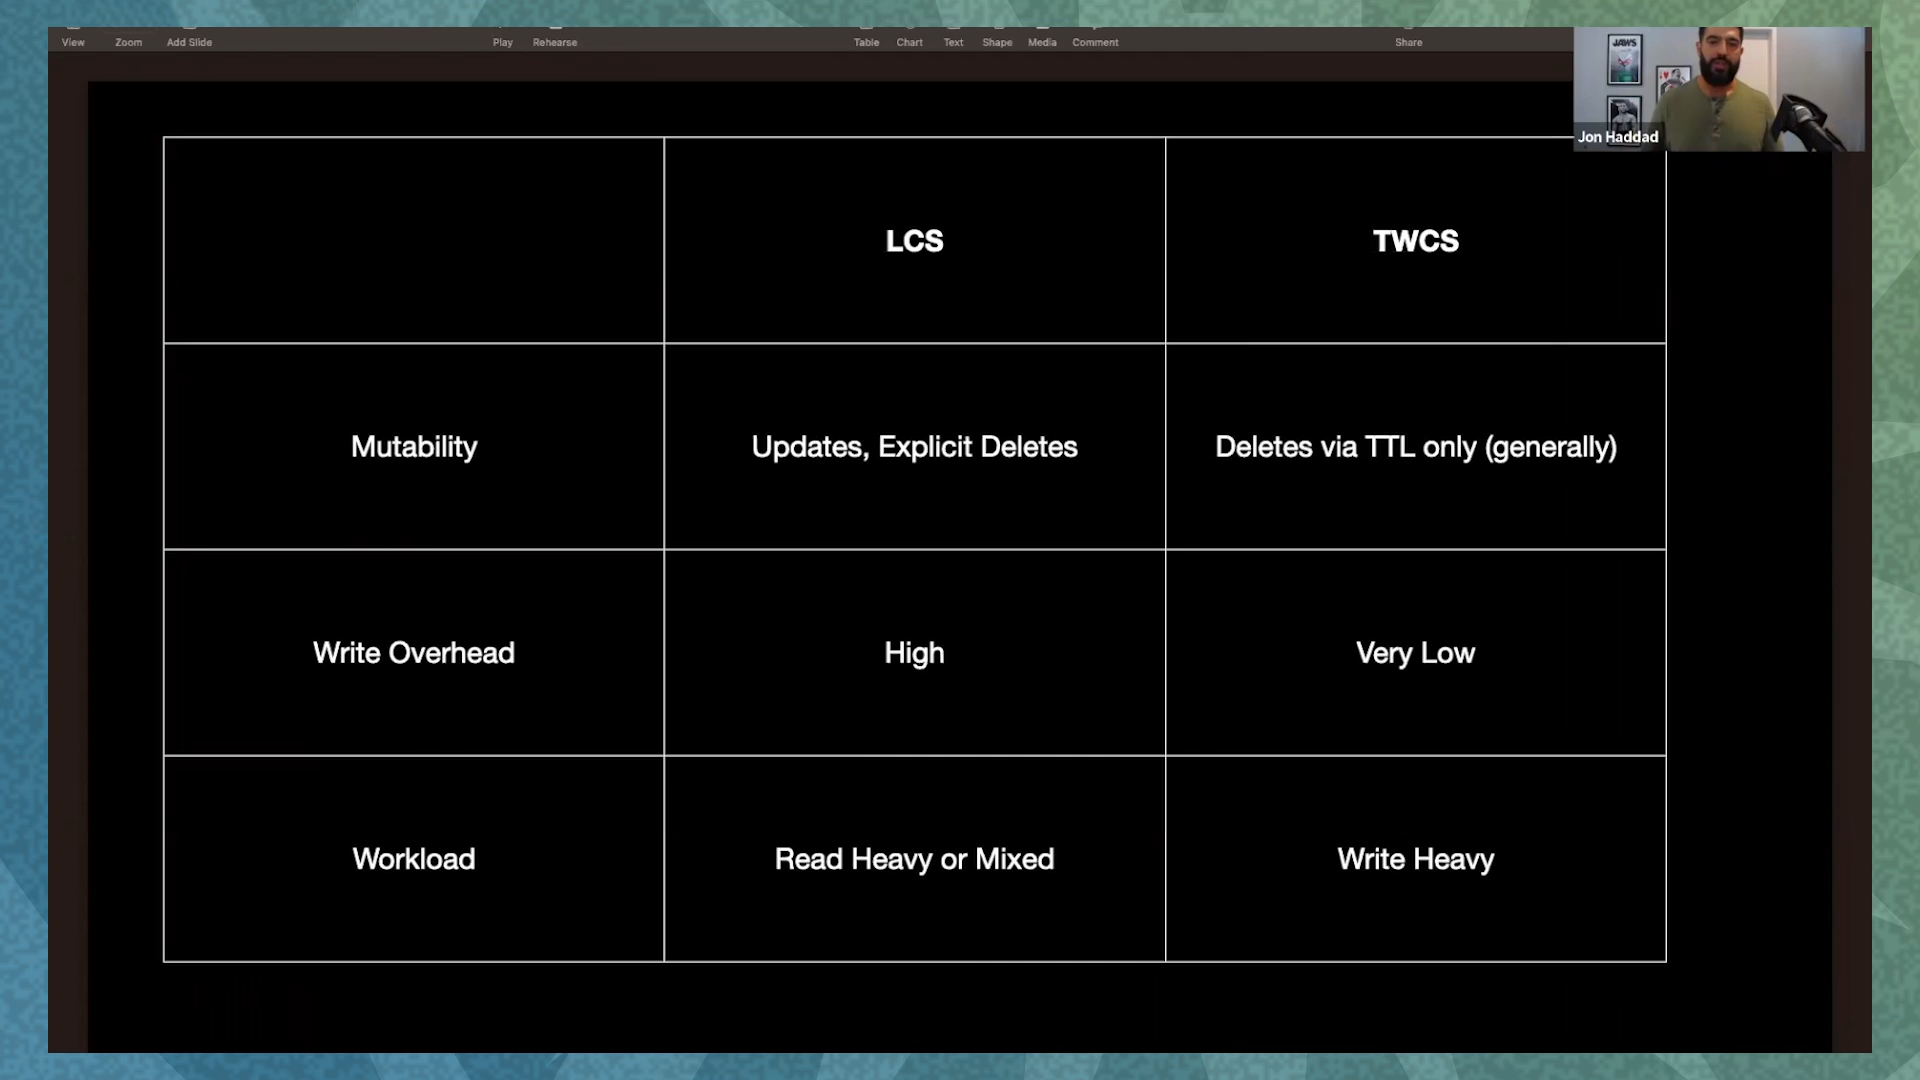 View Zoom Add Slide Play Rehearse Table Chart Text Shape Media Comment Share
JAWS
Jon Haddad
LCS TWCS
Mutability Updates, Explicit Deletes Deletes via TTL only (generally)
Write Overhead High Very Low
Workload Read Heavy or Mixed Write Heavy